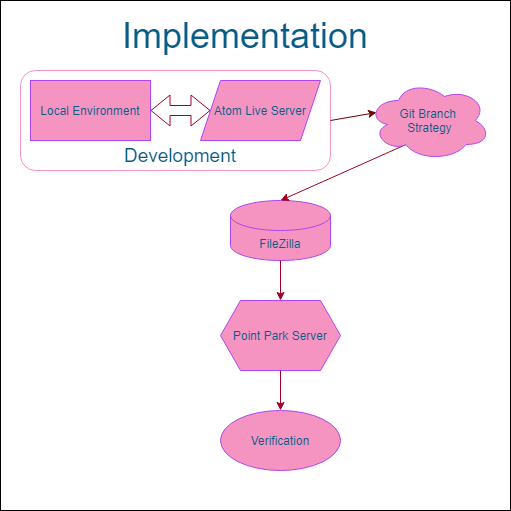 Implementation
Local Environment
Atom Live Server
Development
Git Branch
Strategy
FileZilla
Point Park Server
Verification